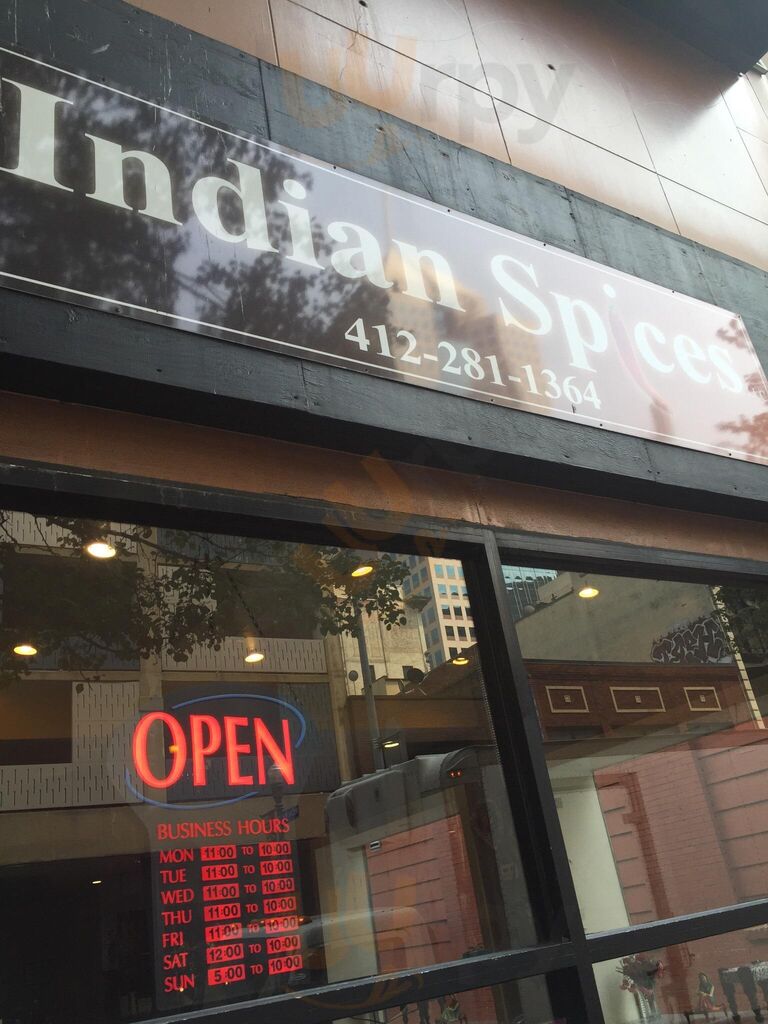 Indian Spices
412-281-1364
OPEN
BUSINESS HOURS
MON 11:00 TO 10:00
TUE 11:00 TO 10:00
WED 11:00 TO 10:00
THU 11:00 TO 10:00
FRI 11:00 TO 10:00
SAT 12:00 TO 10:00
SUN 5:00 TO 10:00